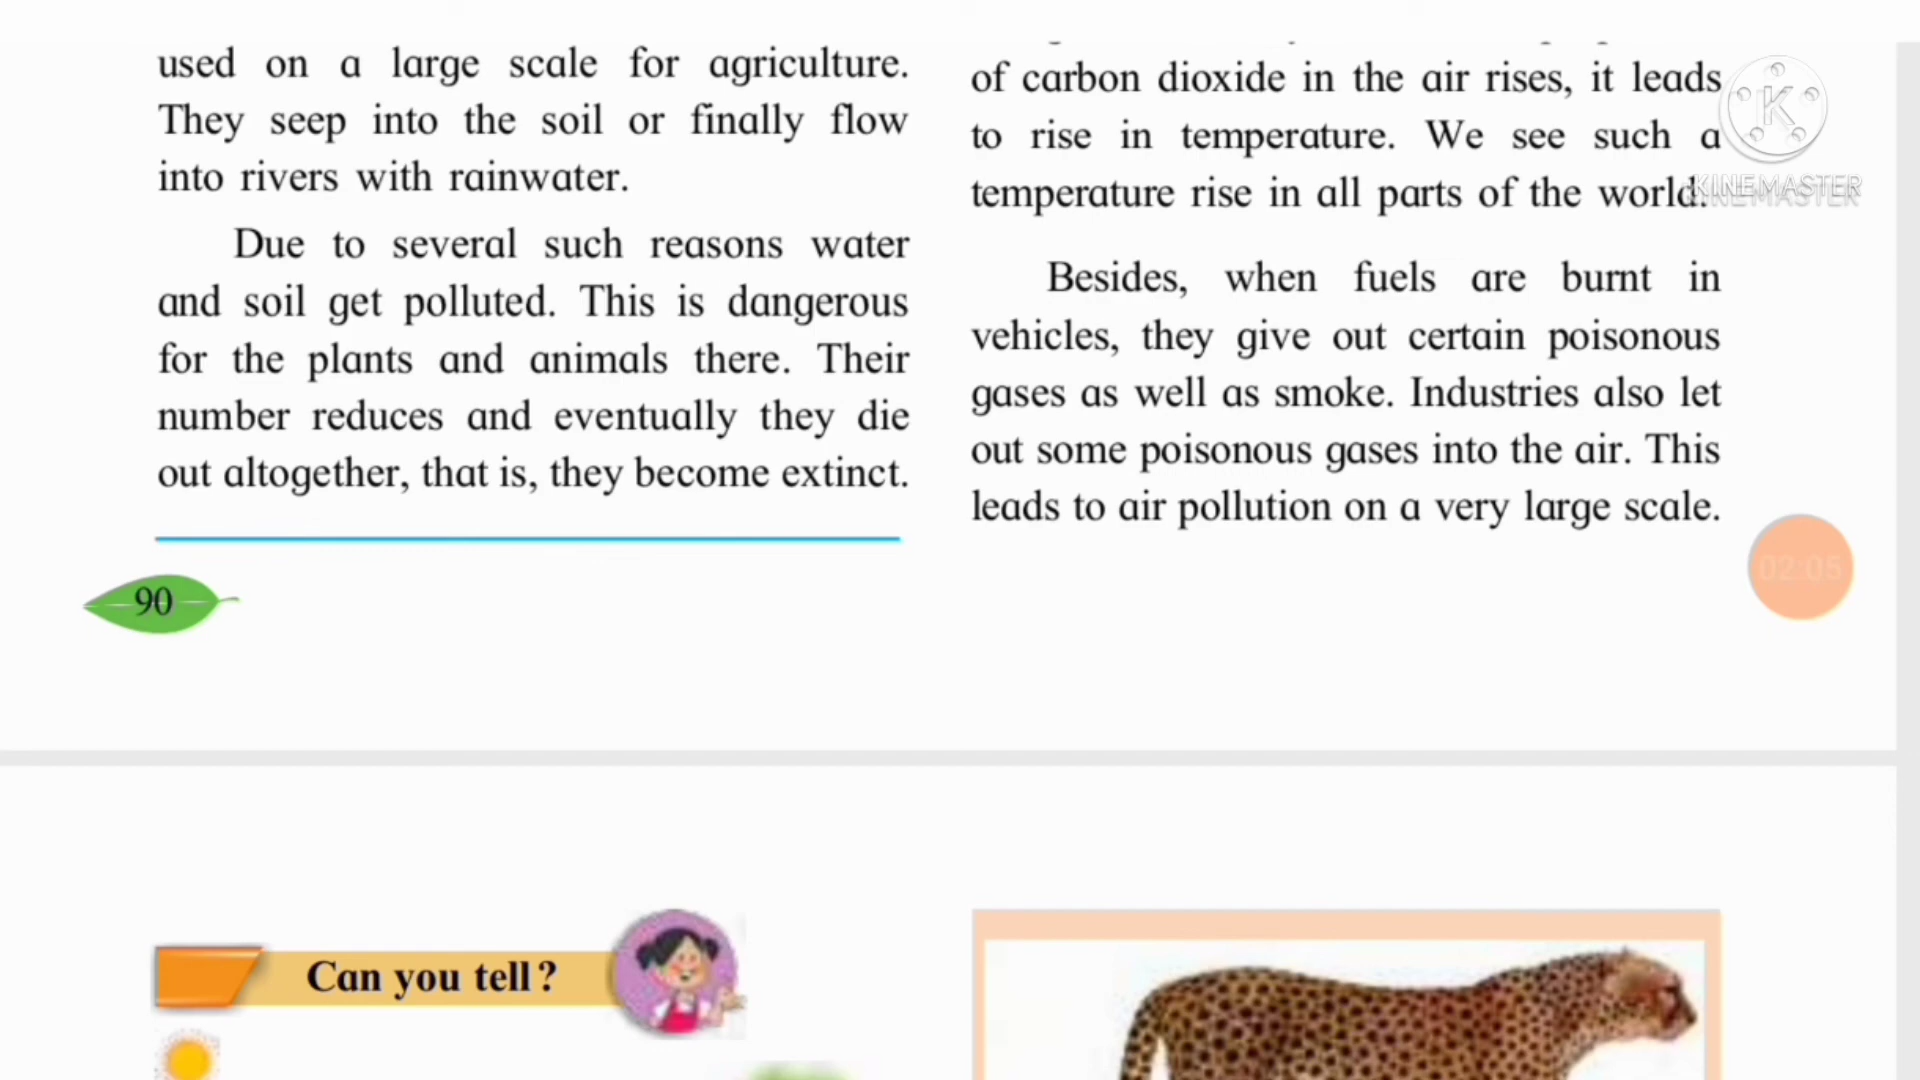 used on a large scale for agriculture.
They seep into the soil or finally flow
into rivers with rainwater.
Due to several such reasons water
and soil get polluted. This is dangerous
for the plants and animals there. Their
number reduces and eventually they die
out altogether, that is, they become extinct.
90
of carbon dioxide in the air rises, it leads
to rise in temperature. We see such a
temperature rise in all parts of the world.
Besides, when fuels are burnt in
vehicles, they give out certain poisonous
gases as well as smoke. Industries also let
out some poisonous gases into the air. This
leads to air pollution on a very large scale.
K
KINEMASTER
02:05
Can you tell?